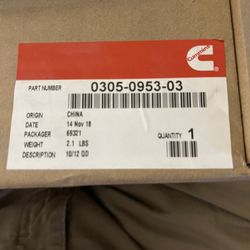 Cummins
PART NUMBER 0305-0953-03
ORIGIN CHINA
DATE 14 Nov 18
PACKAGER 69321
WEIGHT 2.1 LBS
QUANTITY 1
DESCRIPTION 10/12 OD